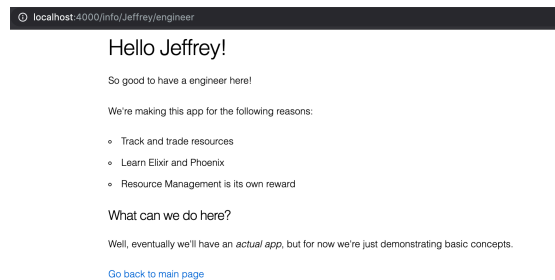 localhost:4000/info/Jeffrey/engineer
Hello Jeffrey!
So good to have a engineer here!
We're making this app for the following reasons:
Track and trade resources
Learn Elixir and Phoenix
Resource Management is its own reward
What can we do here?
Well, eventually we'll have an actual app, but for now we're just demonstrating basic concepts.
Go back to main page